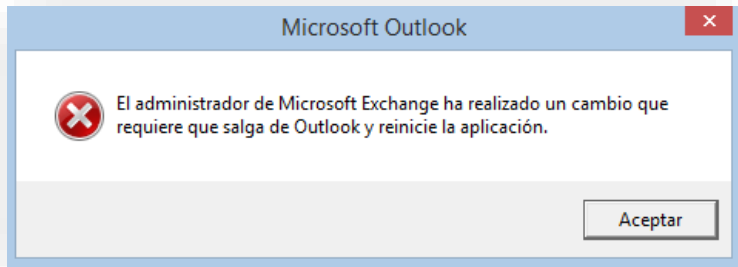 Microsoft Outlook
El administrador de Microsoft Exchange ha realizado un cambio que
requiere que salga de Outlook y reinicie la aplicación.
Aceptar